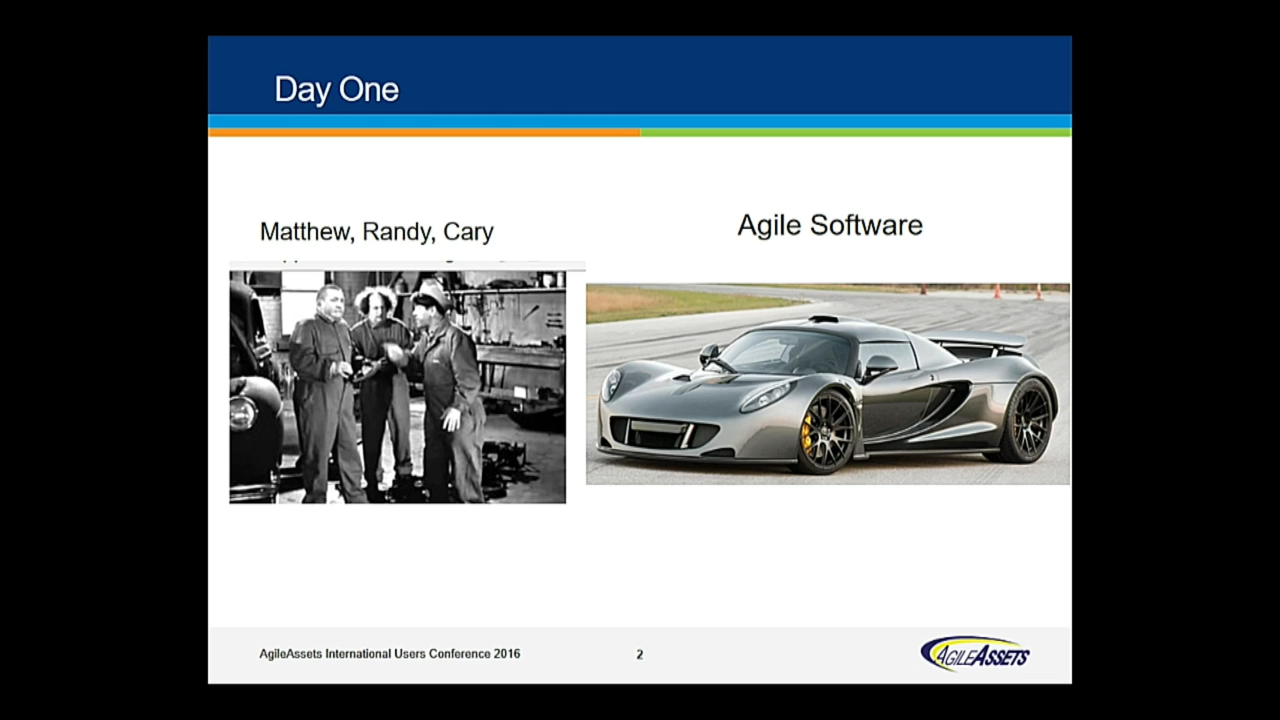 Day One
Matthew, Randy, Cary
Agile Software
AgileAssets International Users Conference 2016
2
AGILEASSETS